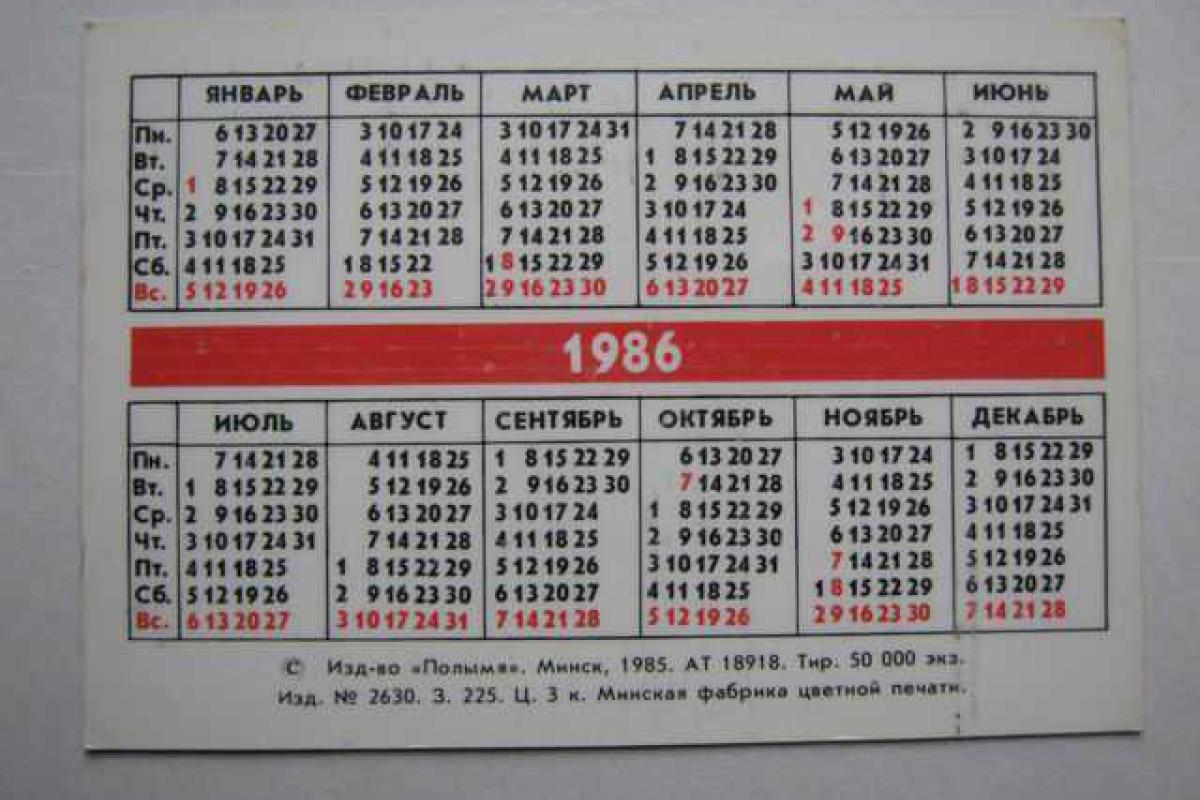 ЯНВАРЬ ФЕВРАЛЬ МАРТ АПРЕЛЬ МАЙ ИЮНЬ
Пн. 6 13 20 27 3 10 17 24 3 10 17 24 31 7 14 21 28 5 12 19 26 2 9 16 23 30
Вт. 7 14 21 28 4 11 18 25 4 11 18 25 1 8 15 22 29 6 13 20 27 3 10 17 24
Ср. 1 8 15 22 29 5 12 19 26 5 12 19 26 2 9 16 23 30 7 14 21 28 4 11 18 25
Чт. 2 9 16 23 30 6 13 20 27 6 13 20 27 3 10 17 24 1 8 15 22 29 5 12 19 26
Пт. 3 10 17 24 31 7 14 21 28 7 14 21 28 4 11 18 25 2 9 16 23 30 6 13 20 27
Сб. 4 11 18 25 1 8 15 22 1 8 15 22 29 5 12 19 26 3 10 17 24 31 7 14 21 28
Вс. 5 12 19 26 2 9 16 23 2 9 16 23 30 6 13 20 27 4 11 18 25 1 8 15 22 29
1986
ИЮЛЬ АВГУСТ СЕНТЯБРЬ ОКТЯБРЬ НОЯБРЬ ДЕКАБРЬ
Пн. 7 14 21 28 4 11 18 25 1 8 15 22 29 6 13 20 27 3 10 17 24 1 8 15 22 29
Вт. 1 8 15 22 29 5 12 19 26 2 9 16 23 30 7 14 21 28 4 11 18 25 2 9 16 23 30
Ср. 2 9 16 23 30 6 13 20 27 3 10 17 24 1 8 15 22 29 5 12 19 26 3 10 17 24 31
Чт. 3 10 17 24 31 7 14 21 28 4 11 18 25 2 9 16 23 30 6 13 20 27 4 11 18 25
Пт. 4 11 18 25 1 8 15 22 29 5 12 19 26 3 10 17 24 31 7 14 21 28 5 12 19 26
Сб. 5 12 19 26 2 9 16 23 30 6 13 20 27 4 11 18 25 1 8 15 22 29 6 13 20 27
Вс. 6 13 20 27 3 10 17 24 31 7 14 21 28 5 12 19 26 2 9 16 23 30 7 14 21 28
© Изд-во «Полымя». Минск, 1985. АТ 18918. Тир. 50 000 экз.
Изд. № 2630. З. 225. Ц. 3 к. Минская фабрика цветной печати.